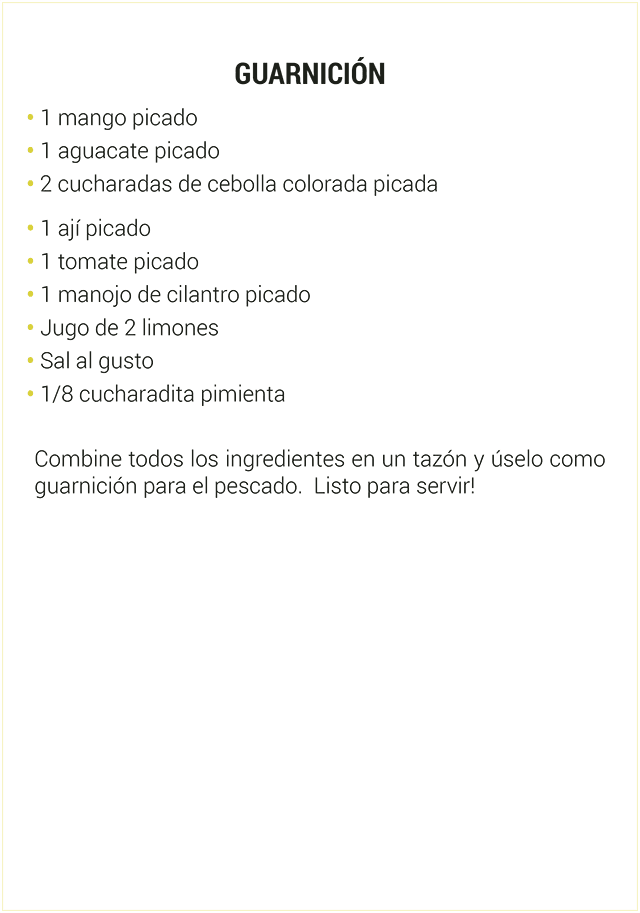 GUARNICIÓN
• 1 mango picado
• 1 aguacate picado
• 2 cucharadas de cebolla colorada picada
• 1 ají picado
• 1 tomate picado
• 1 manojo de cilantro picado
• Jugo de 2 limones
• Sal al gusto
• 1/8 cucharadita pimienta
Combine todos los ingredientes en un tazón y úselo como
guarnición para el pescado.  Listo para servir!